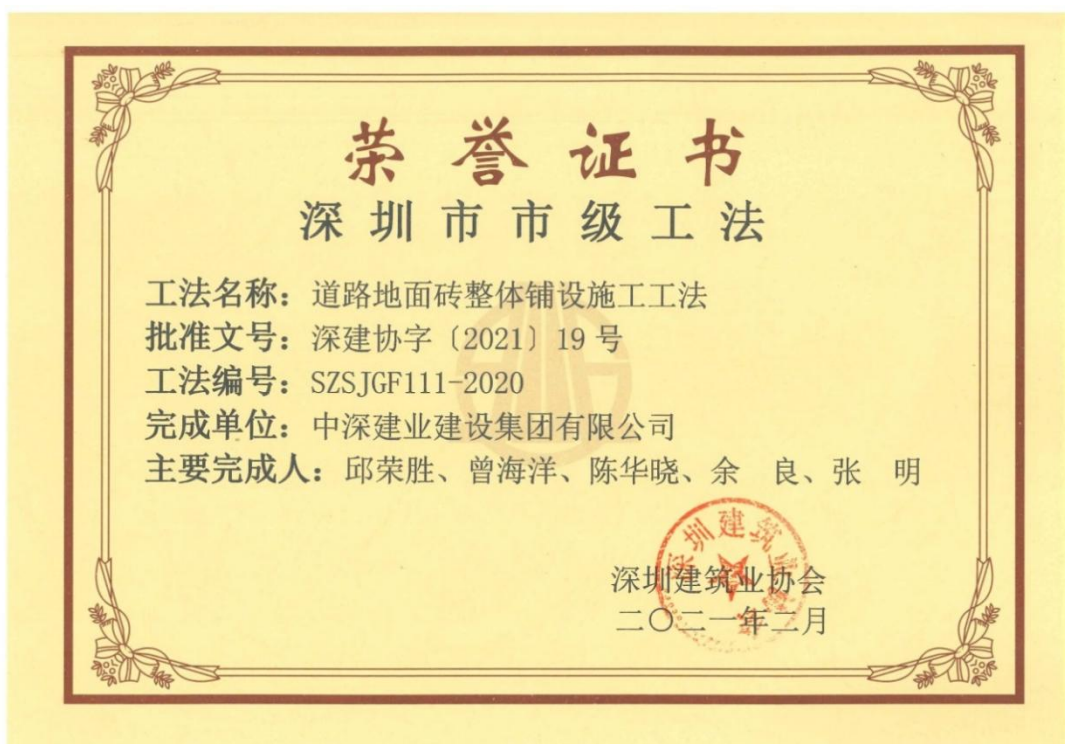 荣誉证书
深圳市市级工法
工法名称：道路地面砖整体铺设施工工法
批准文号：深建协字〔2021〕19号
工法编号：SZSJGF111-2020
完成单位：中深建业建设集团有限公司
主要完成人：邱荣胜、曾海洋、陈华晓、余　良、张　明
深圳建筑业协会
二〇二一年二月